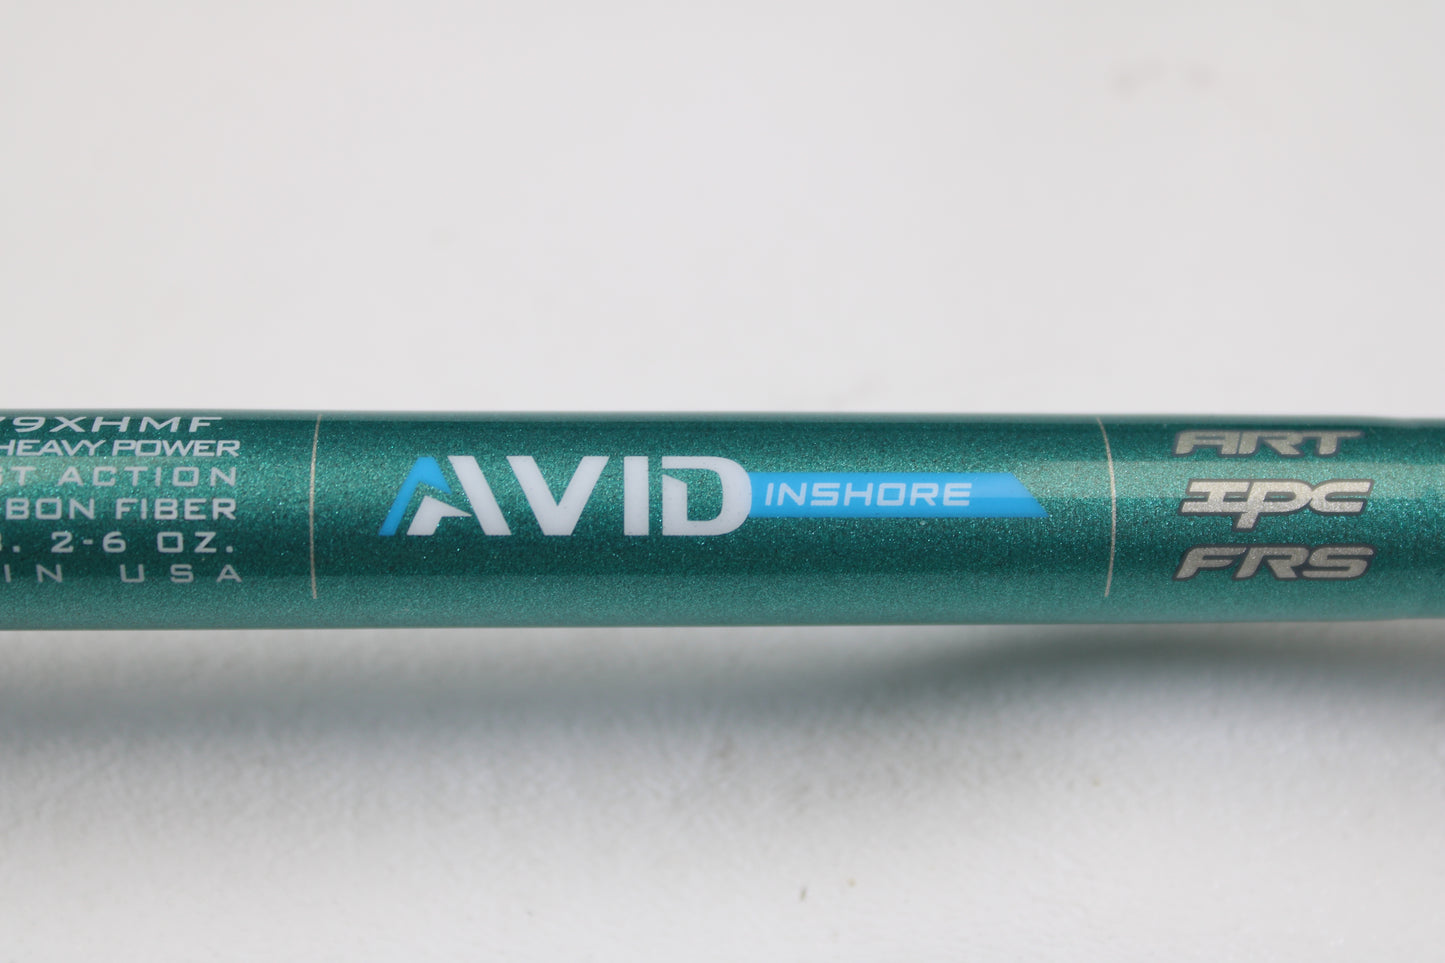 79XHMF
HEAVY POWER
T ACTION
BON FIBER
. 2-6 OZ.
IN USA
AVID INSHORE
ART
IPC
FRS